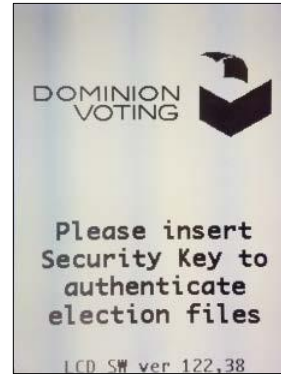 DOMINION
VOTING
Please insert
Security Key to
authenticate
election files
LCD SW ver 122,38